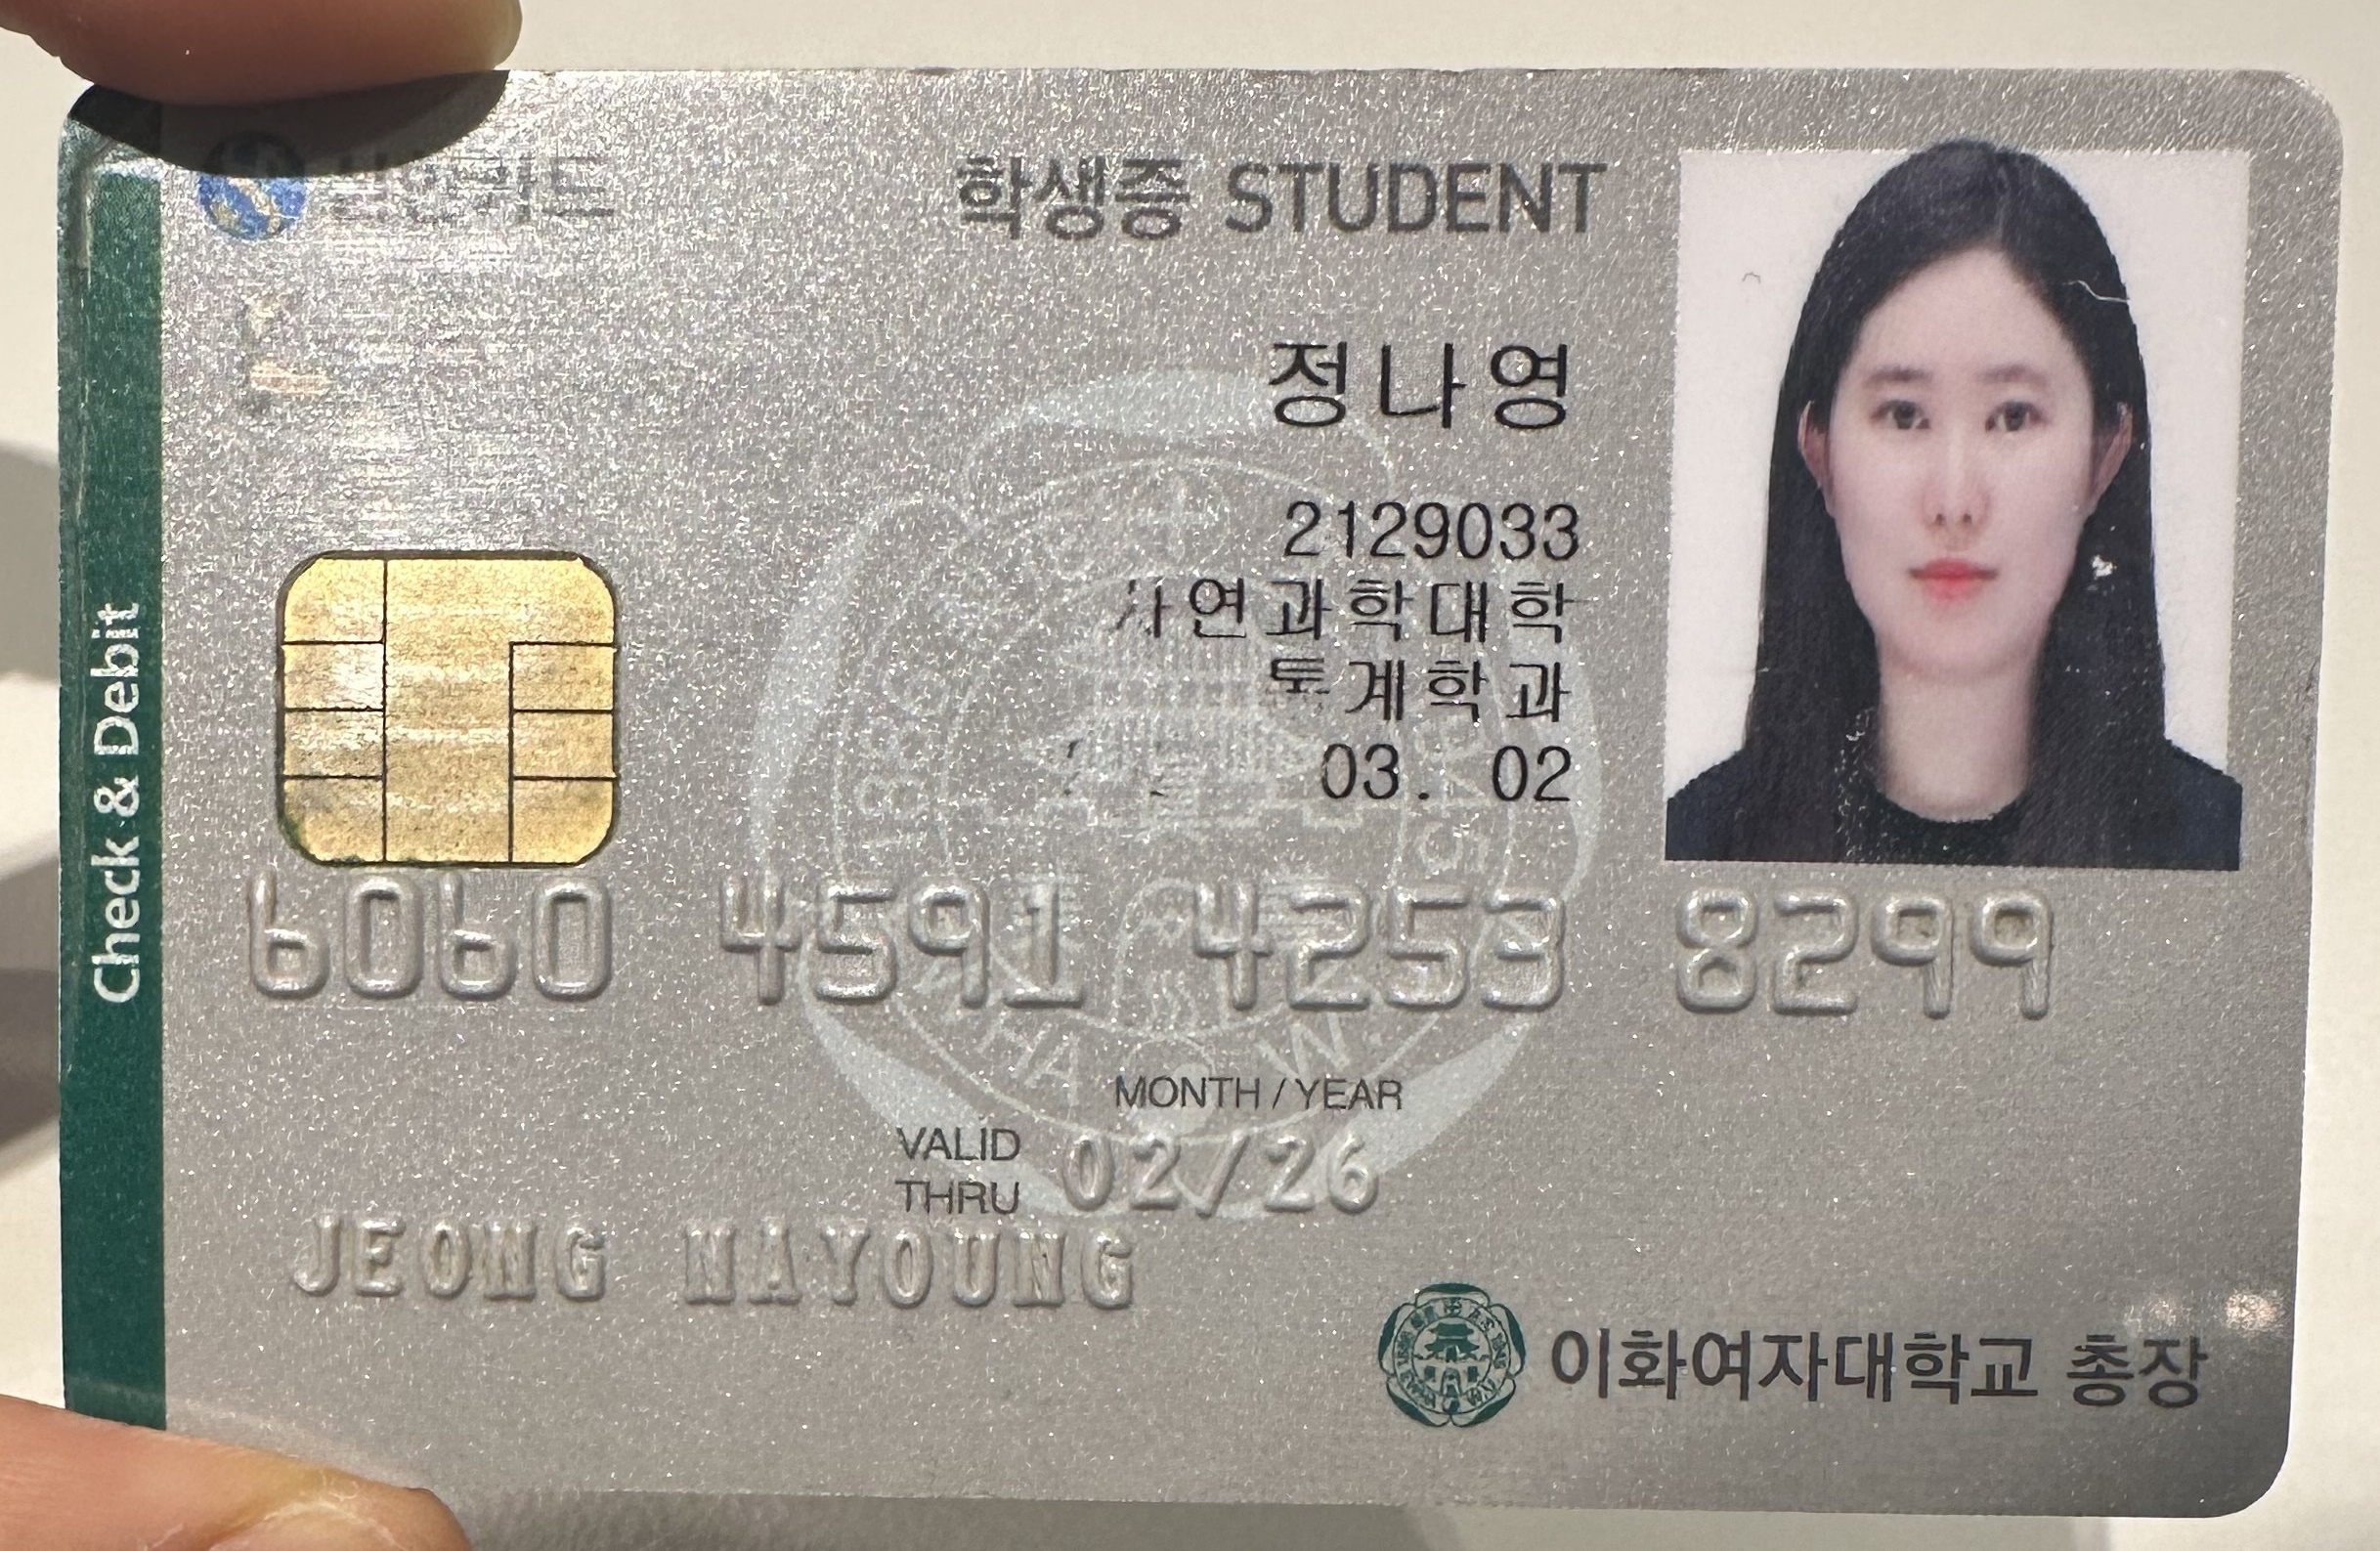 신한카드
학생증 STUDENT
정나영
2129033
자연과학대학
통계학과
03. 02
Check & Debit
6060 4591 4253 8299
MONTH / YEAR
VALID THRU 02/26
JEONG NAYOUNG
이화여자대학교 총장